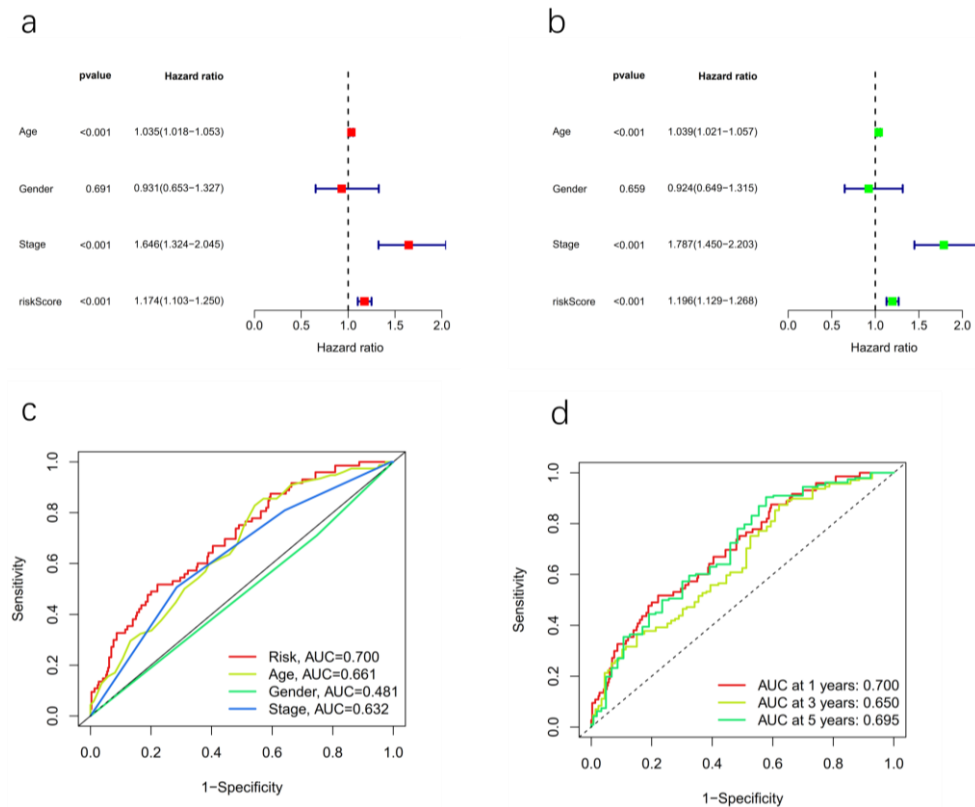 a
pvalue Hazard ratio
Age <0.001 1.035(1.018−1.053)
Gender 0.691 0.931(0.653−1.327)
Stage <0.001 1.646(1.324−2.045)
riskScore <0.001 1.174(1.103−1.250)
0.0 0.5 1.0 1.5 2.0
Hazard ratio
b
pvalue Hazard ratio
Age <0.001 1.039(1.021−1.057)
Gender 0.659 0.924(0.649−1.315)
Stage <0.001 1.787(1.450−2.203)
riskScore <0.001 1.196(1.129−1.268)
0.0 0.5 1.0 1.5 2.0
Hazard ratio
c
Sensitivity
1.0
0.8
0.6
0.4
0.2
0.0
Risk, AUC=0.700
Age, AUC=0.661
Gender, AUC=0.481
Stage, AUC=0.632
0.0 0.2 0.4 0.6 0.8 1.0
1−Specificity
d
Sensitivity
1.0
0.8
0.6
0.4
0.2
0.0
AUC at 1 years: 0.700
AUC at 3 years: 0.650
AUC at 5 years: 0.695
0.0 0.2 0.4 0.6 0.8 1.0
1−Specificity